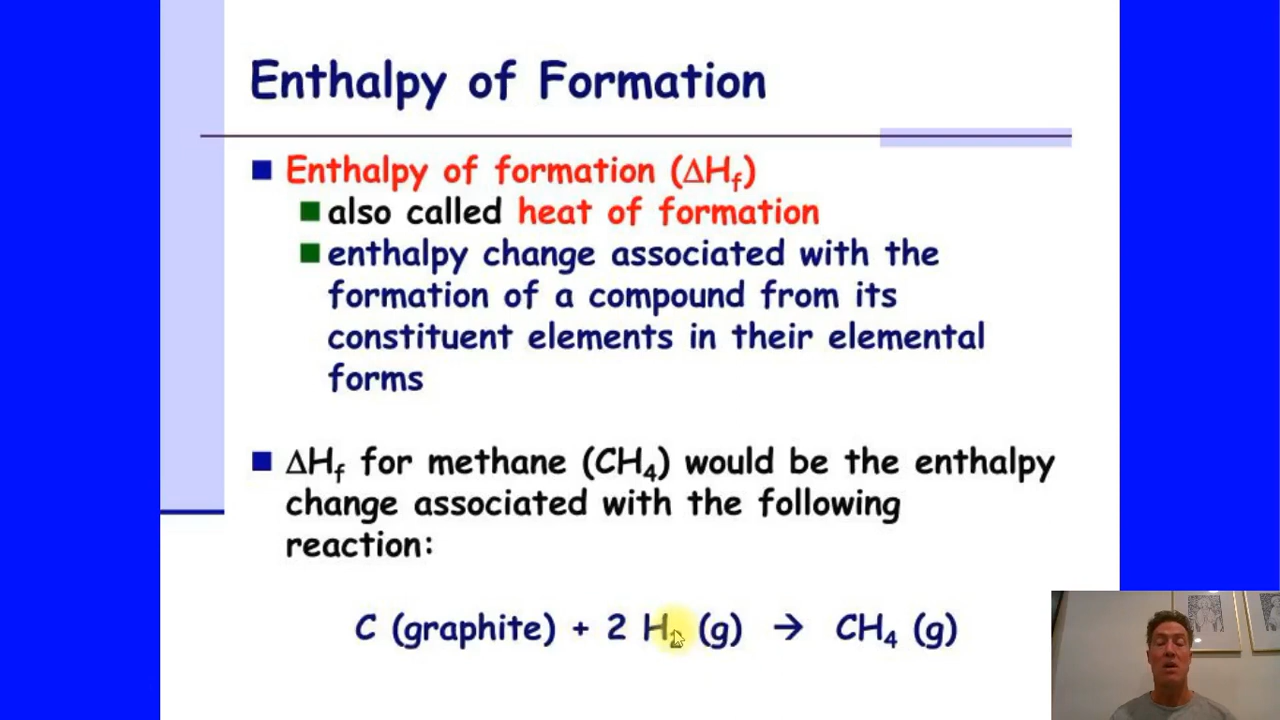 Enthalpy of Formation
Enthalpy of formation (ΔHf)
also called heat of formation
enthalpy change associated with the
formation of a compound from its
constituent elements in their elemental
forms
ΔHf for methane (CH4) would be the enthalpy
change associated with the following
reaction:
C (graphite) + 2 H2 (g) → CH4 (g)